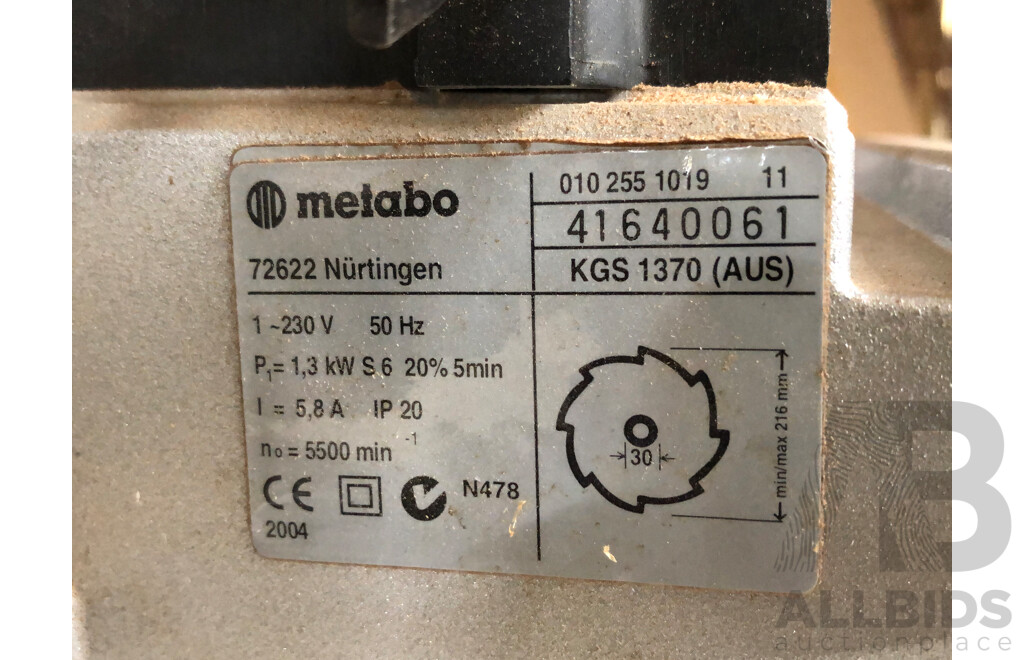 metabo
72622 Nürtingen
010 255 1019 11
41640061
KGS 1370 (AUS)
1 ~230 V 50 Hz
P1= 1,3 kW S 6 20% 5min
I = 5,8 A IP 20
no = 5500 min-1
CE N478
2004
30
min/max 216 mm
B
ALLBIDS
auctionplace